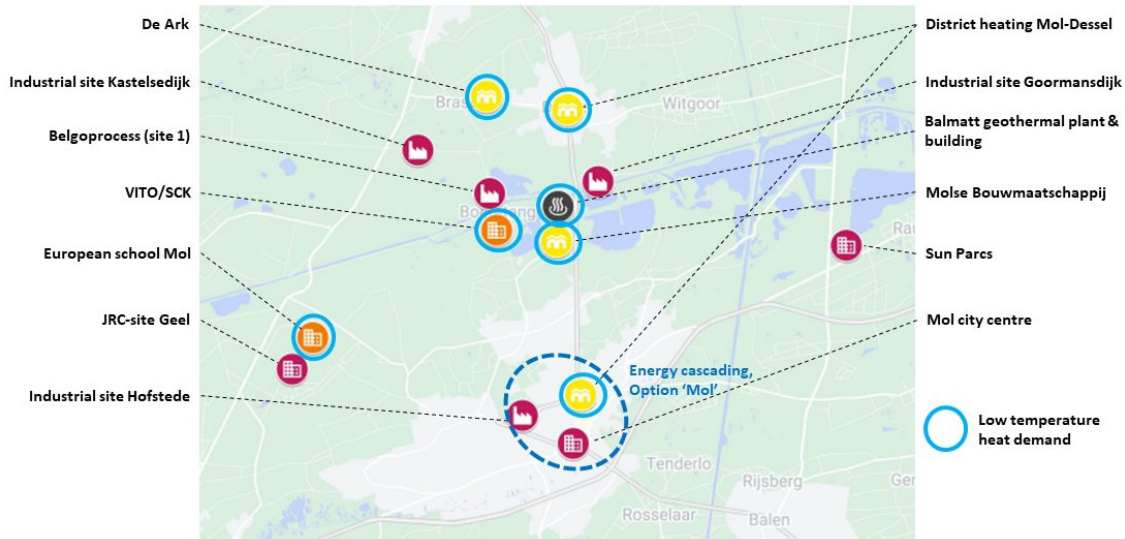 De Ark
Industrial site Kastelsedijk
Belgoprocess (site 1)
VITO/SCK
European school Mol
JRC-site Geel
Industrial site Hofstede
District heating Mol-Dessel
Industrial site Goormansdijk
Balmatt geothermal plant &
building
Molse Bouwmaatschappij
Sun Parcs
Mol city centre
Low temperature
heat demand
Witgoor
Energy cascading,
Option ‘Mol’
Tenderlo
Rijsberg
Rosselaar
Balen